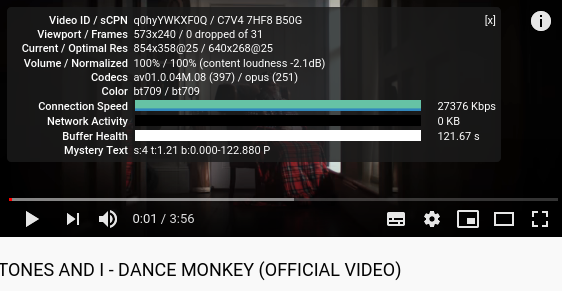 Video ID / sCPN q0hyYWKXF0Q / C7V4 7HF8 B50G [x]
Viewport / Frames 573x240 / 0 dropped of 31
Current / Optimal Res 854x358@25 / 640x268@25
Volume / Normalized 100% / 100% (content loudness -2.1dB)
Codecs av01.0.04M.08 (397) / opus (251)
Color bt709 / bt709
Connection Speed 27376 Kbps
Network Activity 0 KB
Buffer Health 121.67 s
Mystery Text s:4 t:1.21 b:0.000-122.880 P
0:01 / 3:56
TONES AND I - DANCE MONKEY (OFFICIAL VIDEO)